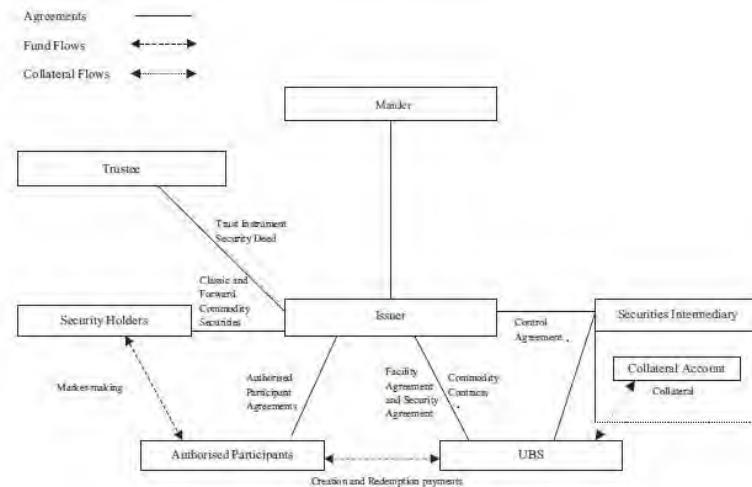 Agreements
Fund Flows
Collateral Flows
Trustee
Trust Instrument
Security Deed
Classic and
Forward
Commodity
Securities
Security Holders
Issuer
Securities Intermediary
Control
Agreement
Collateral Account
Collateral
Market-making
Authorised
Participant
Agreements
Facility
Agreement
and Security
Agreement
Commodity
Contracts
Authorised Participants
UBS
Creation and Redemption payments